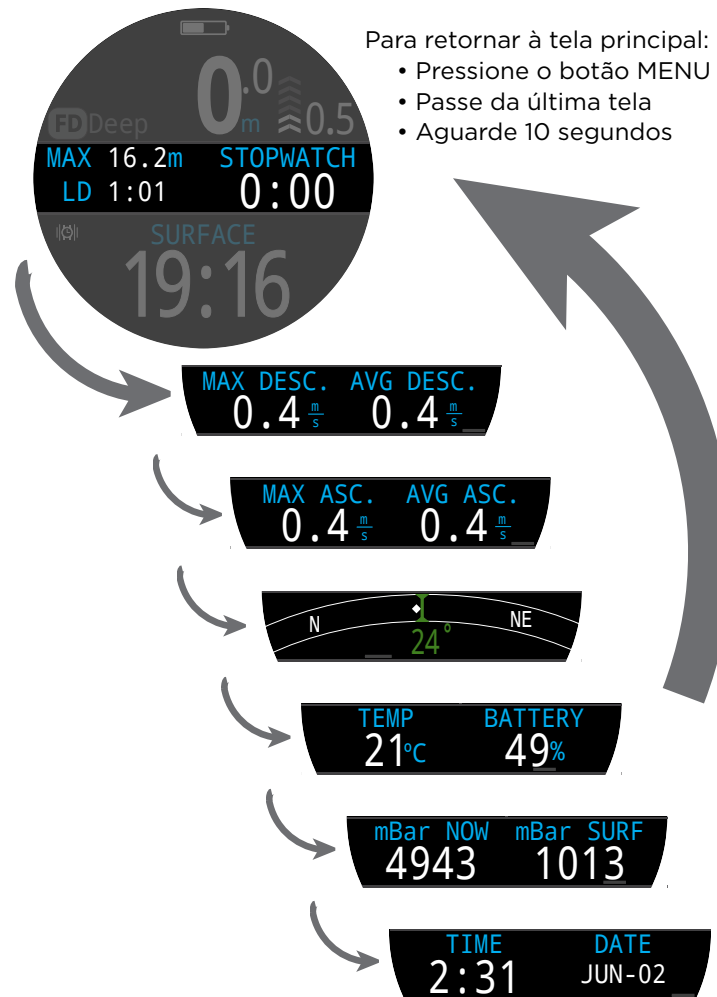 Para retornar à tela principal:
• Pressione o botão MENU
• Passe da última tela
• Aguarde 10 segundos
0.0 m 0.5
FD Deep
MAX 16.2m STOPWATCH
LD 1:01 0:00
SURFACE
19:16
MAX DESC. AVG DESC.
0.4 m/s 0.4 m/s
MAX ASC. AVG ASC.
0.4 m/s 0.4 m/s
N NE
24°
TEMP BATTERY
21°C 49%
mBar NOW mBar SURF
4943 1013
TIME DATE
2:31 JUN-02